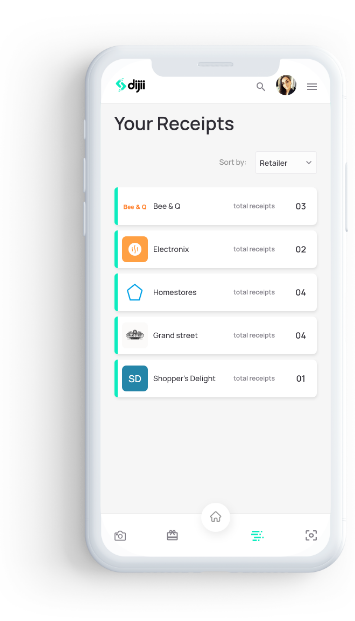 dijii
Your Receipts
Sort by: Retailer
Bee & Q Bee & Q total receipts 03
Electronix total receipts 02
Homestores total receipts 04
Grand street total receipts 04
SD Shopper's Delight total receipts 01